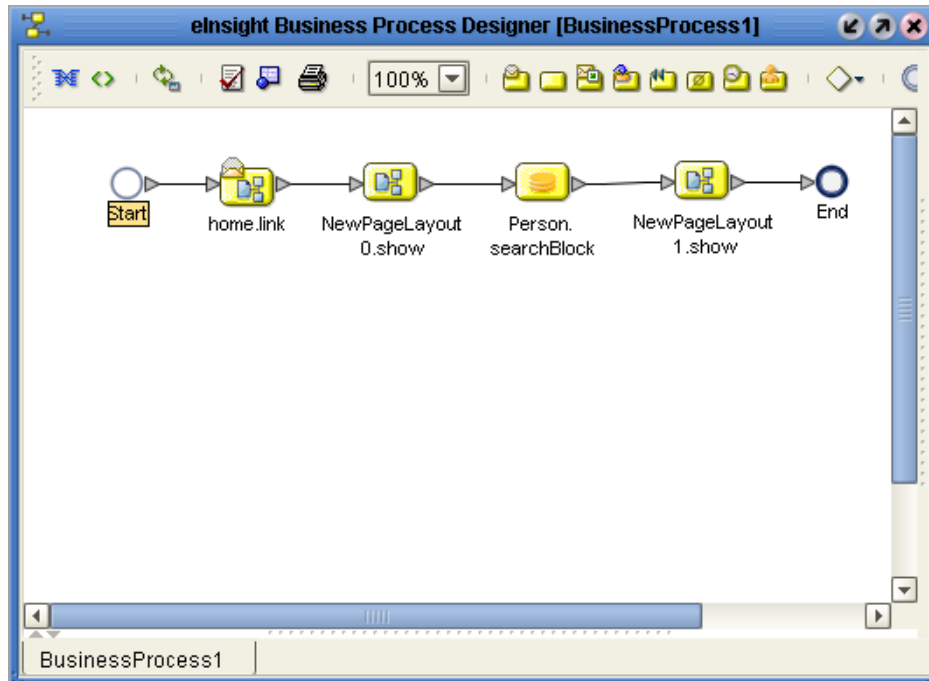 eInsight Business Process Designer [BusinessProcess1]
100%
Start
home.link
NewPageLayout
0.show
Person.
searchBlock
NewPageLayout
1.show
End
BusinessProcess1